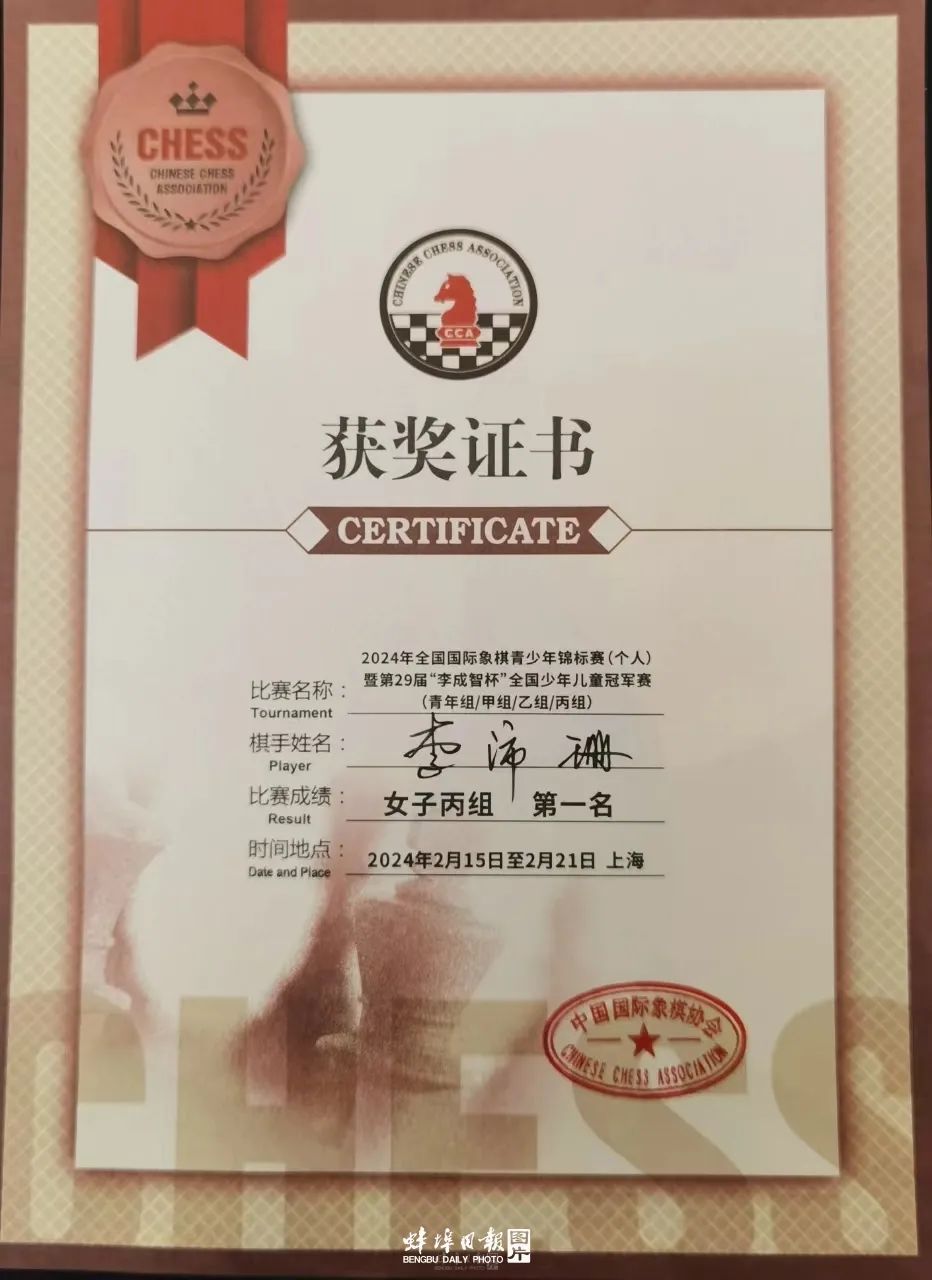 CHESS
CHINESE CHESS
ASSOCIATION
CHINESE CHESS ASSOCIATION
CCA
获奖证书
CERTIFICATE
2024年全国国际象棋青少年锦标赛(个人)
比赛名称：
暨第29届“李成智杯”全国少年儿童冠军赛
Tournament
(青年组/甲组/乙组/丙组)
棋手姓名：
李沛珊
Player
比赛成绩：
女子丙组 第一名
Result
时间地点：
2024年2月15日至2月21日 上海
Date and Place
中国国际象棋协会
CHINESE CHESS ASSOCIATION
CHESS
蚌埠日报 图片
BENGBU DAILY PHOTO